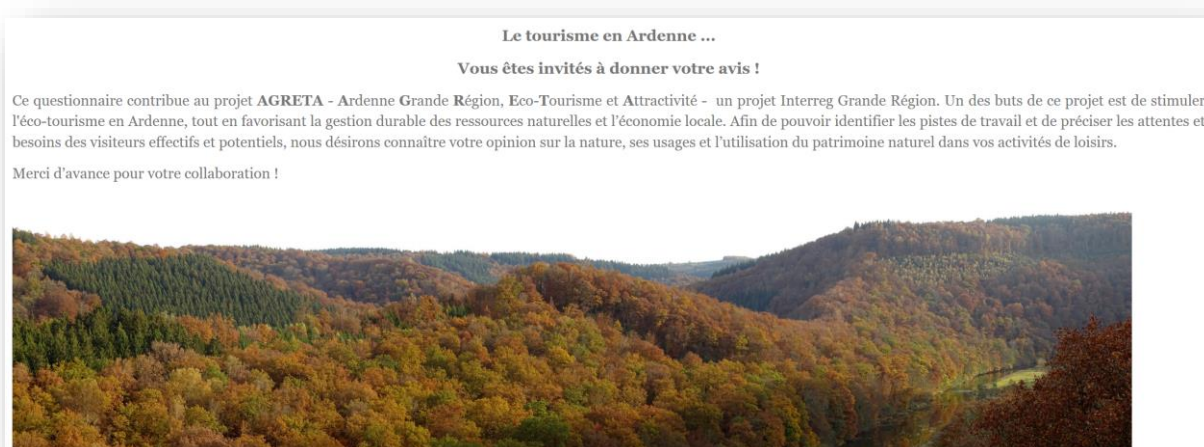 Le tourisme en Ardenne ...
Vous êtes invités à donner votre avis !
Ce questionnaire contribue au projet AGRETA - Ardenne Grande Région, Eco-Tourisme et Attractivité - un projet Interreg Grande Région. Un des buts de ce projet est de stimuler
l'éco-tourisme en Ardenne, tout en favorisant la gestion durable des ressources naturelles et l'économie locale. Afin de pouvoir identifier les pistes de travail et de préciser les attentes et
besoins des visiteurs effectifs et potentiels, nous désirons connaître votre opinion sur la nature, ses usages et l'utilisation du patrimoine naturel dans vos activités de loisirs.
Merci d'avance pour votre collaboration !